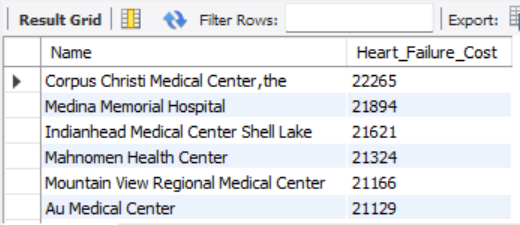 Result Grid Filter Rows: Export:
Name Heart_Failure_Cost
Corpus Christi Medical Center,the 22265
Medina Memorial Hospital 21894
Indianhead Medical Center Shell Lake 21621
Mahnomen Health Center 21324
Mountain View Regional Medical Center 21166
Au Medical Center 21129